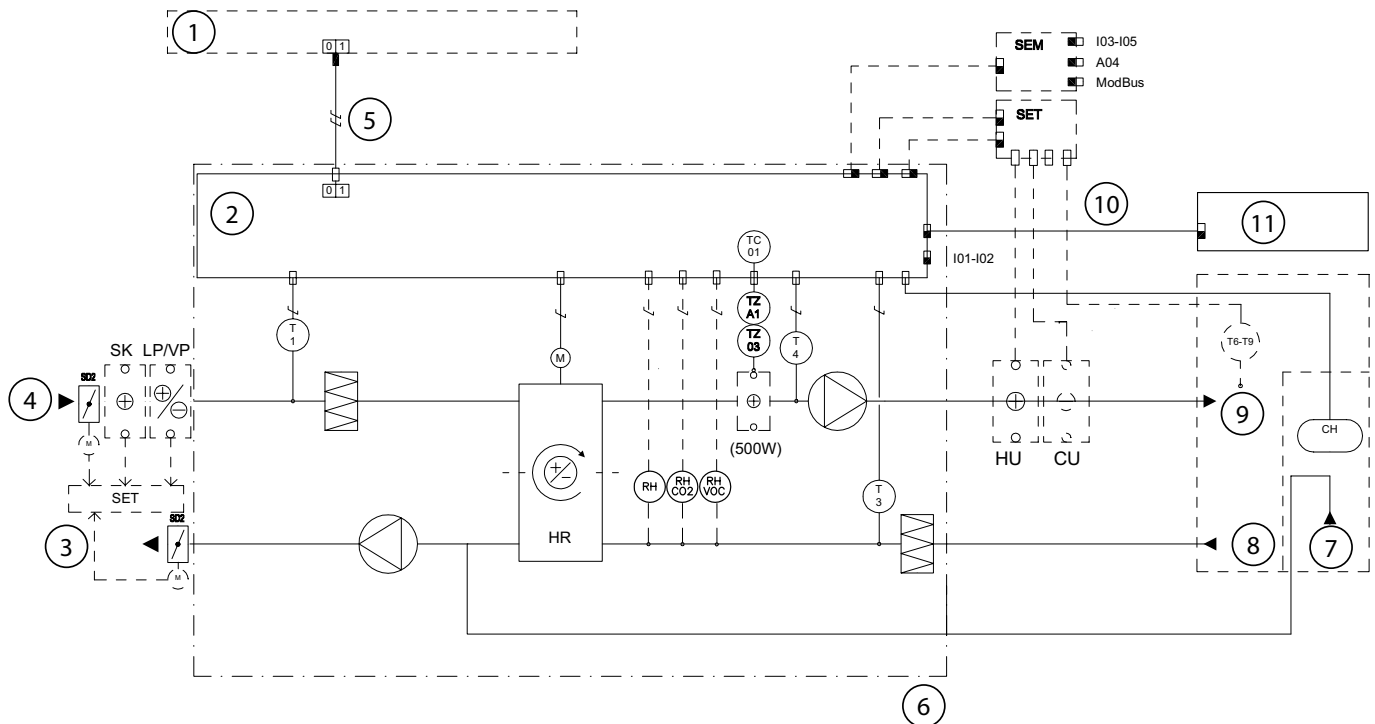 1
0 1
SEM
I03-I05
A04
ModBus
5
SET
0 1
2
10
11
TC
01
I01-I02
TZ
A1
TZ
03
T
1
T
4
T6-T9
SK
LP/VP
SD2
4
M
M
9
CH
(500W)
HU
CU
RH
RH
CO2
RH
VOC
T
3
SET
SD2
3
HR
8
7
M
6